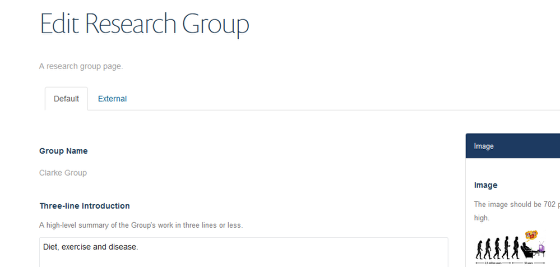 Edit Research Group
A research group page.
Default
External
Group Name
Clarke Group
Three-line Introduction
A high-level summary of the Group's work in three lines or less.
Diet, exercise and disease.
Image
Image
The image should be 702 p
high.